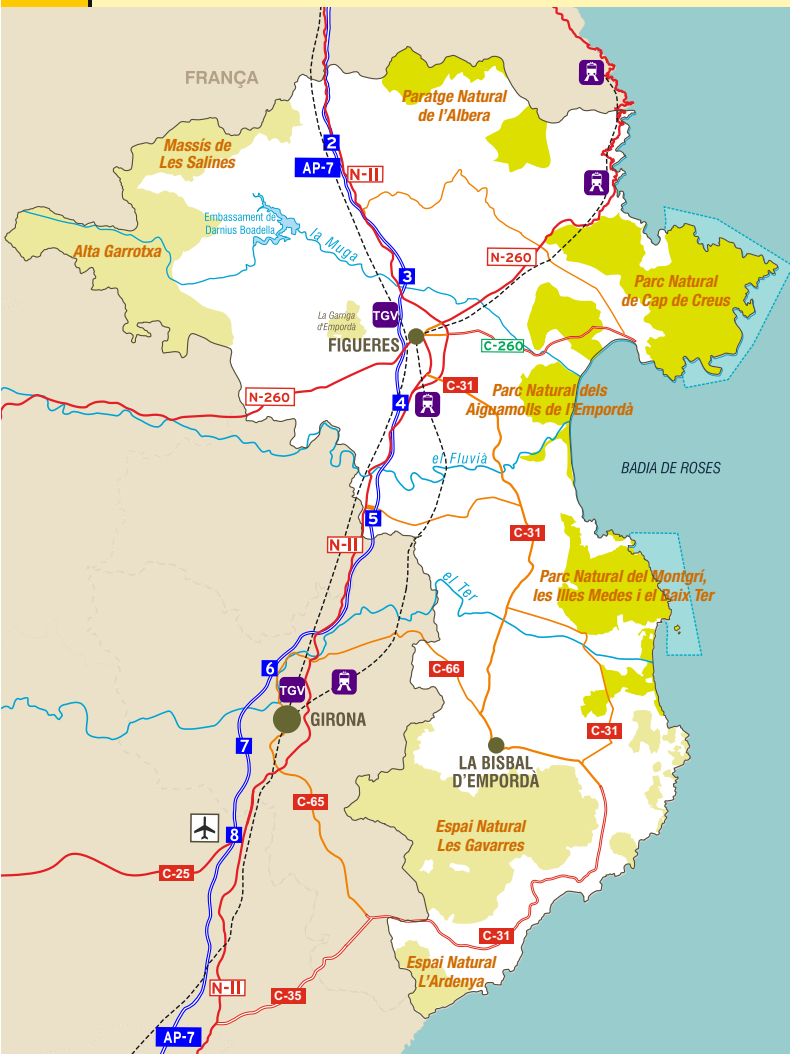 FRANÇA
Paratge Natural
de l'Albera
Massís de
Les Salines
2
AP-7
N-II
Embassament de
Darnius Boadella
la Muga
Alta Garrotxa
N-260
3
Parc Natural
de Cap de Creus
La Garriga
d'Empordà
TGV
FIGUERES
C-260
C-31
N-260
4
Parc Natural dels
Aiguamolls de l'Empordà
el Fluvià
BADIA DE ROSES
5
C-31
N-II
el Ter
Parc Natural del Montgrí,
les Illes Medes i el Baix Ter
6
C-66
TGV
GIRONA
C-31
7
LA BISBAL
D'EMPORDÀ
C-65
8
Espai Natural
Les Gavarres
C-25
C-31
Espai Natural
L'Ardenya
N-II
C-35
AP-7